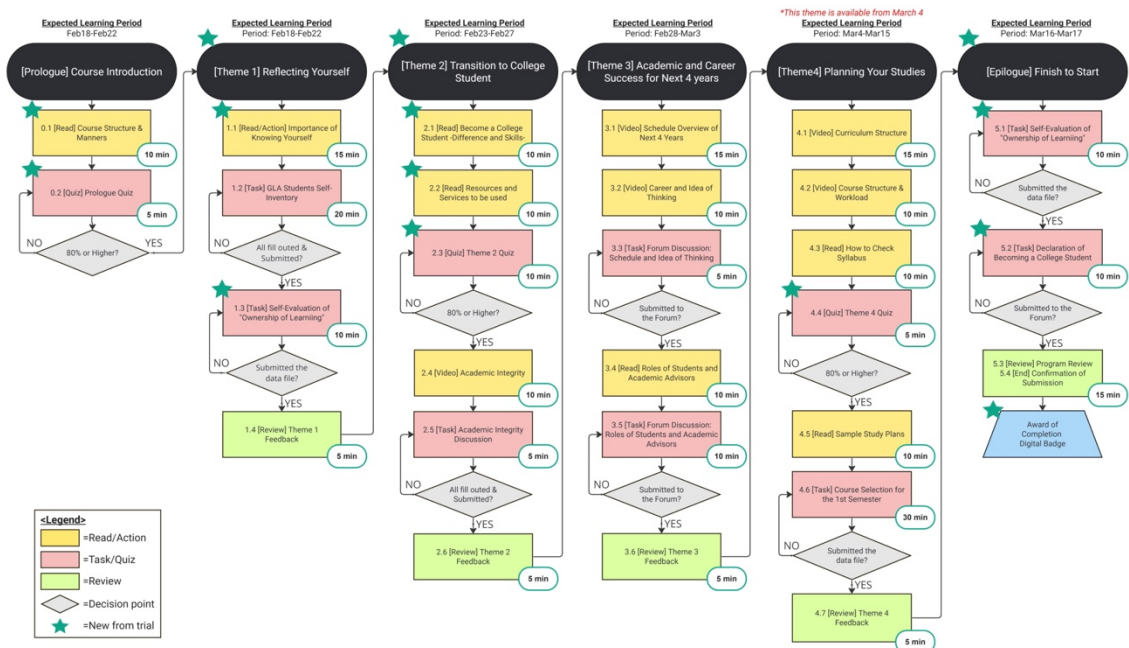 Expected Learning Period
Feb18-Feb22
[Prologue] Course Introduction
0.1 [Read] Course Structure &
Manners
10 min
0.2 [Quiz] Prologue Quiz
5 min
NO
80% or Higher?
YES
Expected Learning Period
Period: Feb18-Feb22
[Theme 1] Reflecting Yourself
1.1 [Read/Action] Importance of
Knowing Yourself
15 min
1.2 [Task] GLA Students Self-
Inventory
20 min
NO
All fill outed &
Submitted?
YES
1.3 [Task] Self-Evaluation of
"Ownership of Learniing"
10 min
NO
Submitted the
data file?
YES
1.4 [Review] Theme 1
Feedback
5 min
Expected Learning Period
Period: Feb23-Feb27
[Theme 2] Transition to College
Student
2.1 [Read] Become a College
Student -Difference and Skills-
10 min
2.2 [Read] Resources and
Services to be used
10 min
2.3 [Quiz] Theme 2 Quiz
10 min
NO
80% or Higher?
YES
2.4 [Video] Academic Integrity
10 min
2.5 [Task] Academic Integrity
Discussion
5 min
NO
All fill outed &
Submitted?
YES
2.6 [Review] Theme 2
Feedback
5 min
Expected Learning Period
Period: Feb28-Mar3
[Theme 3] Academic and Career
Success for Next 4 years
3.1 [Video] Schedule Overview of
Next 4 Years
15 min
3.2 [Video] Career and Idea of
Thinking
10 min
3.3 [Task] Forum Discussion:
Schedule and Idea of Thinking
5 min
NO
Submitted to
the Forum?
YES
3.4 [Read] Roles of Students and
Academic Advisors
10 min
3.5 [Task] Forum Discussion:
Roles of Students and Academic
Advisors
10 min
NO
Submitted to
the Forum?
YES
3.6 [Review] Theme 3
Feedback
5 min
*This theme is available from March 4
Expected Learning Period
Period: Mar4-Mar15
[Theme4] Planning Your Studies
4.1 [Video] Curriculum Structure
15 min
4.2 [Video] Course Structure &
Workload
10 min
4.3 [Read] How to Check
Syllabus
10 min
4.4 [Quiz] Theme 4 Quiz
10 min
NO
80% or Higher?
YES
4.5 [Read] Sample Study Plans
10 min
4.6 [Task] Course Selection for
the 1st Semester
30 min
NO
Submitted the
data file?
YES
4.7 [Review] Theme 4
Feedback
5 min
Expected Learning Period
Period: Mar16-Mar17
[Epilogue] Finish to Start
5.1 [Task] Self-Evaluation of
"Ownership of Learniing"
10 min
NO
Submitted the
data file?
YES
5.2 [Task] Declaration of
Becoming a College Student
10 min
NO
Submitted to the
Forum?
YES
5.3 [Review] Program Review
5.4 [End] Confirmation of
Submission
15 min
Award of
Completion
Digital Badge
<Legend>
=Read/Action
=Task/Quiz
=Review
=Decision point
=New from trial